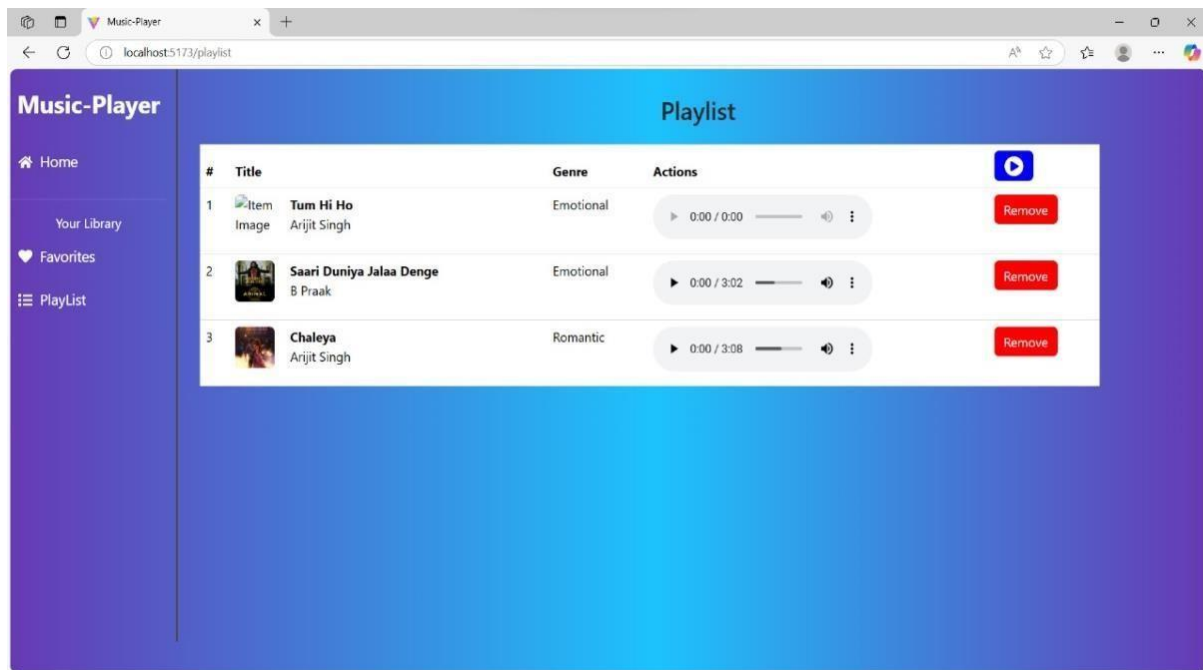 Music-Player
localhost:5173/playlist
Music-Player
Home
Your Library
Favorites
PlayList
Playlist
# Title Genre Actions
1 Item Image Tum Hi Ho Emotional 0:00 / 0:00 Remove
Arijit Singh
2 Saari Duniya Jalaa Denge Emotional 0:00 / 3:02 Remove
B Praak
3 Chaleya Romantic 0:00 / 3:08 Remove
Arijit Singh